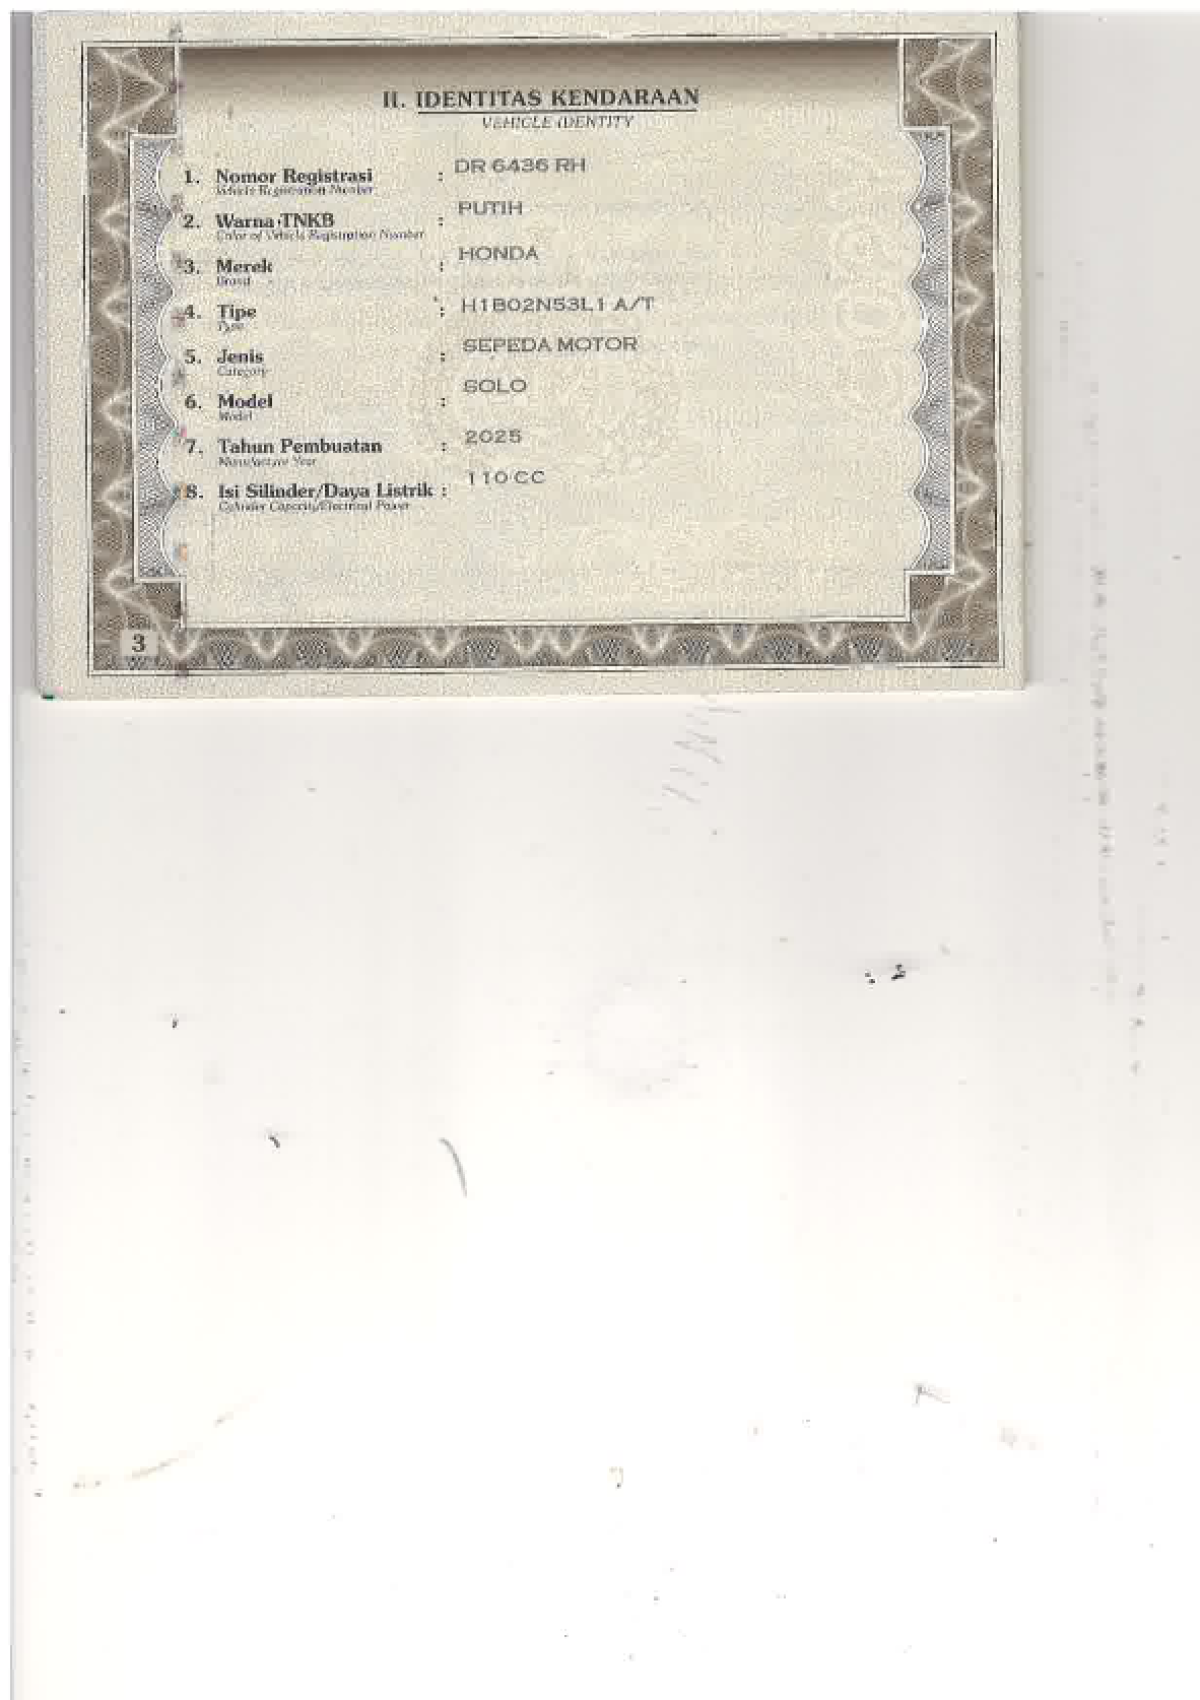 II. IDENTITAS KENDARAAN
VEHICLE IDENTITY
1. Nomor Registrasi : DR 6436 RH
Vehicle Registration Number
2. Warna TNKB : PUTIH
Color of Vehicle Registration Number
3. Merek : HONDA
Brand
4. Tipe : H1B02N53L1 A/T
Type
5. Jenis : SEPEDA MOTOR
Category
6. Model : SOLO
Model
7. Tahun Pembuatan : 2025
Manufacture Year
8. Isi Silinder/Daya Listrik : 110 CC
Cylinder Capacity/Electrical Power
3